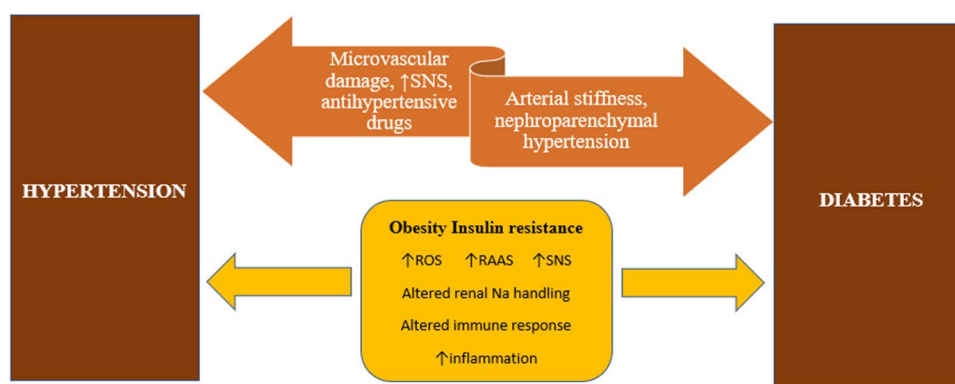 Microvascular
damage, ↑SNS,
antihypertensive
drugs
Arterial stiffness,
nephroparenchymal
hypertension
HYPERTENSION
DIABETES
Obesity Insulin resistance
↑ROS ↑RAAS ↑SNS
Altered renal Na handling
Altered immune response
↑inflammation